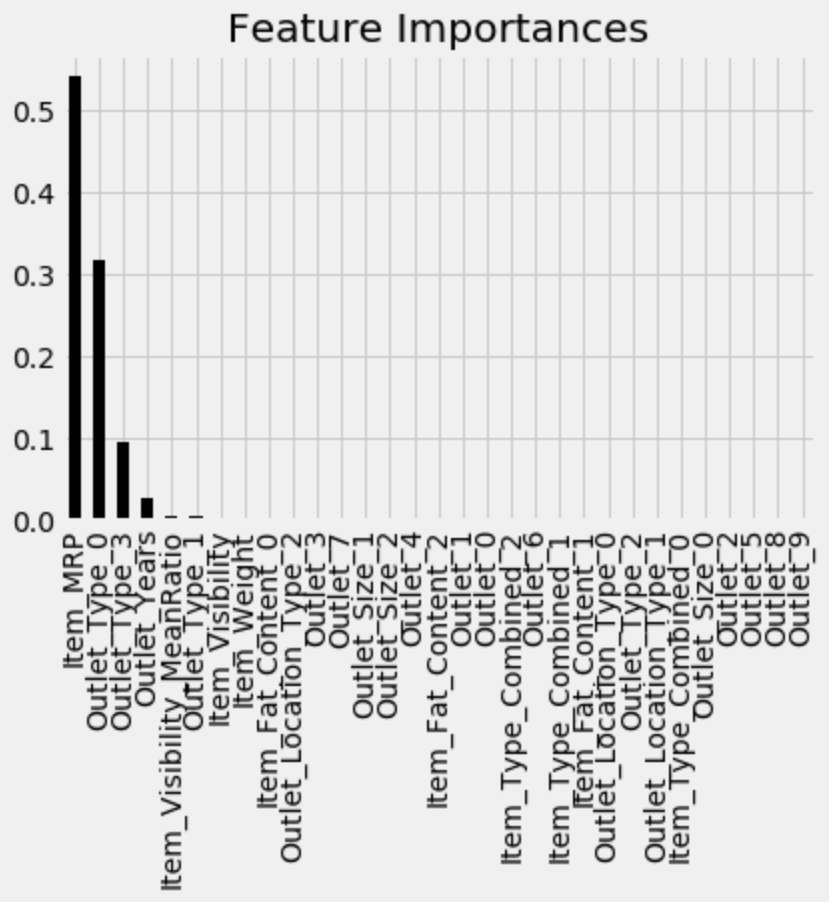 Feature Importances
0.5
0.4
0.3
0.2
0.1
0.0
Item_MRP
Outlet_Type_0
Outlet_Type_3
Outlet_Years
Item_Visibility_MeanRatio
Outlet_Type_1
Item_Visibility
Item_Weight
Item_Fat_Content_0
Outlet_Location_Type_2
Outlet_3
Outlet_7
Outlet_Size_1
Outlet_Size_2
Outlet_4
Item_Fat_Content_2
Outlet_1
Outlet_0
Item_Type_Combined_2
Outlet_6
Item_Type_Combined_1
Item_Fat_Content_1
Outlet_Location_Type_0
Outlet_Type_2
Outlet_Location_Type_1
Item_Type_Combined_0
Outlet_Size_0
Outlet_2
Outlet_5
Outlet_8
Outlet_9